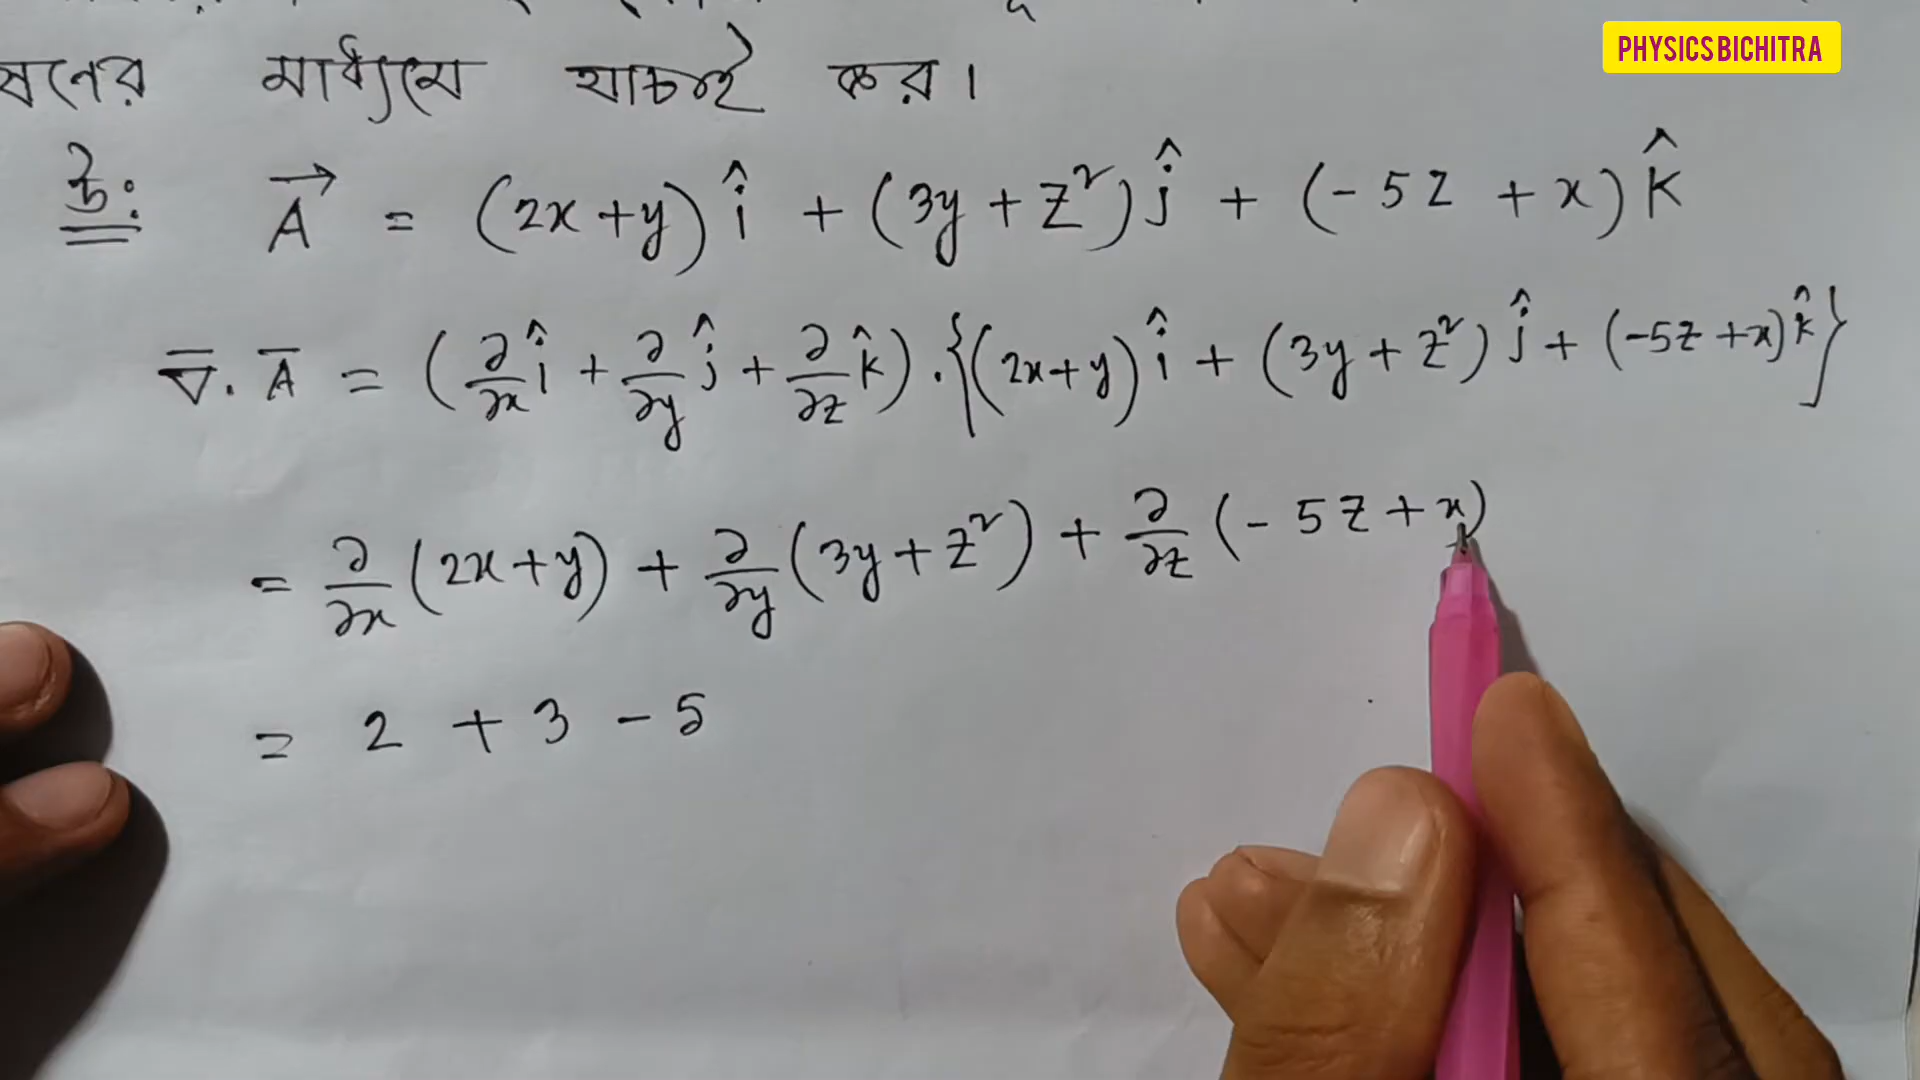 PHYSICS BICHITRA
মাধ্যমে যাচাই কর।
উঃ A⃗ = (2x+y) î + (3y+z²) ĵ + (-5z + x) k̂
∇̅. A̅ = (∂/∂x î + ∂/∂y ĵ + ∂/∂z k̂) . {(2x+y) î + (3y+z²) ĵ + (-5z+x) k̂}
= ∂/∂x (2x+y) + ∂/∂y (3y+z²) + ∂/∂z (-5z+x)
= 2 + 3 - 5